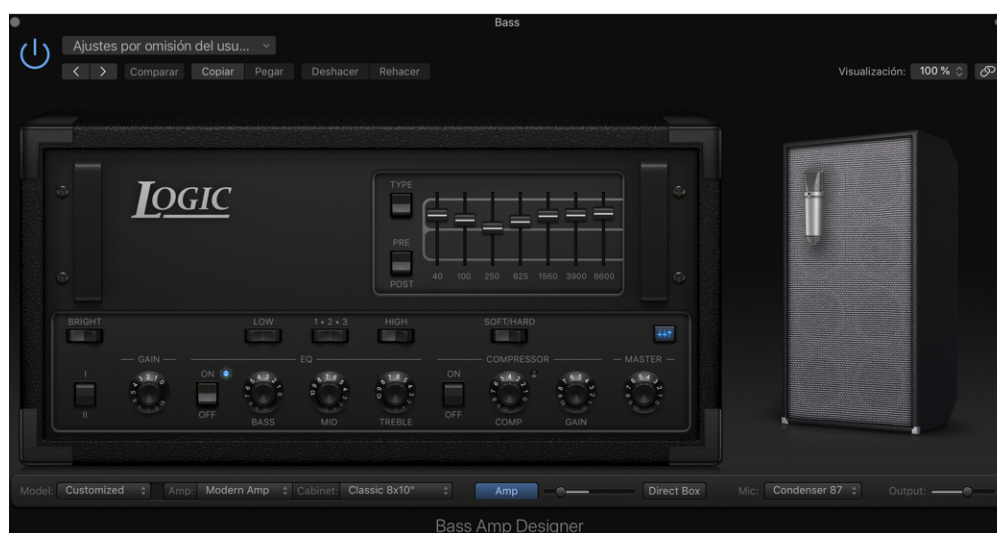 Bass
Ajustes por omisión del usu...
Comparar Copiar Pegar Deshacer Rehacer Visualización: 100 %
LOGIC
TYPE
PRE
POST
40 100 250 625 1560 3900 6600
BRIGHT LOW 1 • 2 • 3 HIGH SOFT/HARD
GAIN EQ COMPRESSOR MASTER
I ON ON
II OFF BASS MID TREBLE OFF COMP GAIN
Model: Customized Amp: Modern Amp Cabinet: Classic 8x10" Amp Direct Box Mic: Condenser 87 Output:
Bass Amp Designer